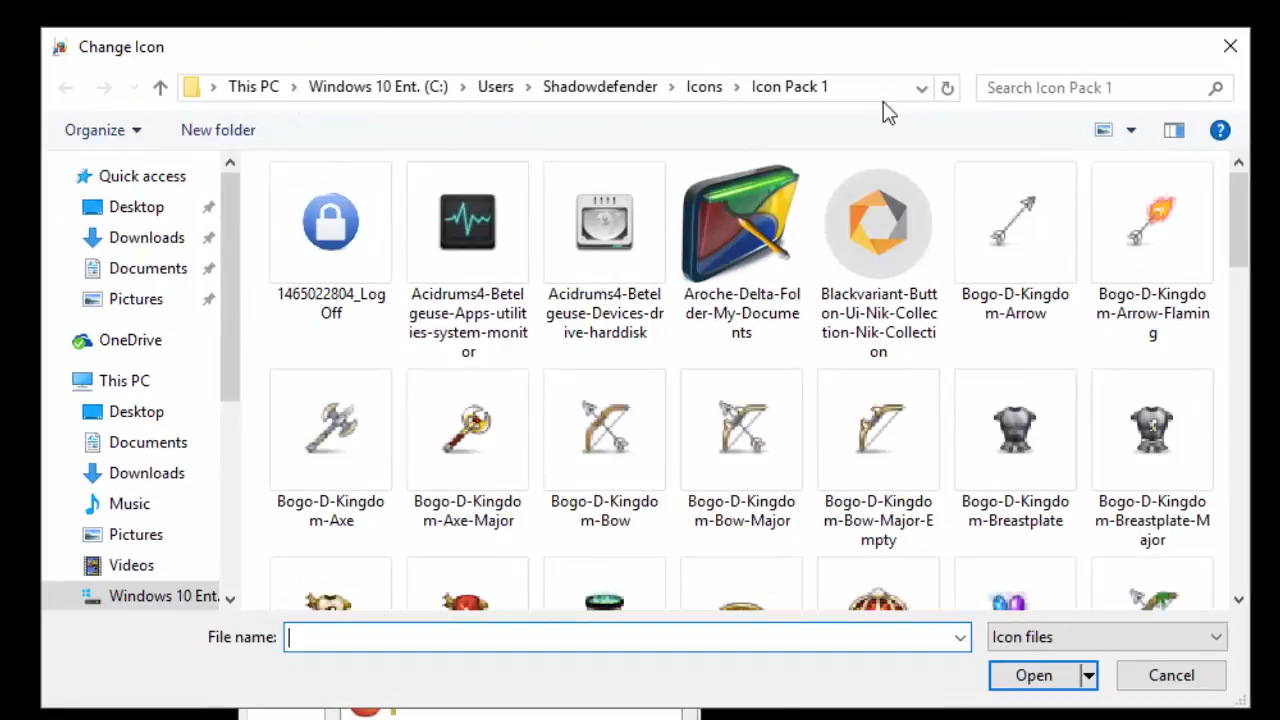 Change Icon
This PC > Windows 10 Ent. (C:) > Users > Shadowdefender > Icons > Icon Pack 1
Search Icon Pack 1
Organize
New folder
Quick access
Desktop
Downloads
Documents
Pictures
OneDrive
This PC
Desktop
Documents
Downloads
Music
Pictures
Videos
Windows 10 Ent.
1465022804_Log
Off
Acidrums4-Betel
geuse-Apps-utilit
ies-system-monit
or
Acidrums4-Betel
geuse-Devices-dr
ive-harddisk
Aroche-Delta-Fol
der-My-Docume
nts
Blackvariant-Butt
on-Ui-Nik-Collec
tion-Nik-Collecti
on
Bogo-D-Kingdo
m-Arrow
Bogo-D-Kingdo
m-Arrow-Flamin
g
Bogo-D-Kingdo
m-Axe
Bogo-D-Kingdo
m-Axe-Major
Bogo-D-Kingdo
m-Bow
Bogo-D-Kingdo
m-Bow-Major
Bogo-D-Kingdo
m-Bow-Major-E
mpty
Bogo-D-Kingdo
m-Breastplate
Bogo-D-Kingdo
m-Breastplate-M
ajor
File name:
Icon files
Open
Cancel